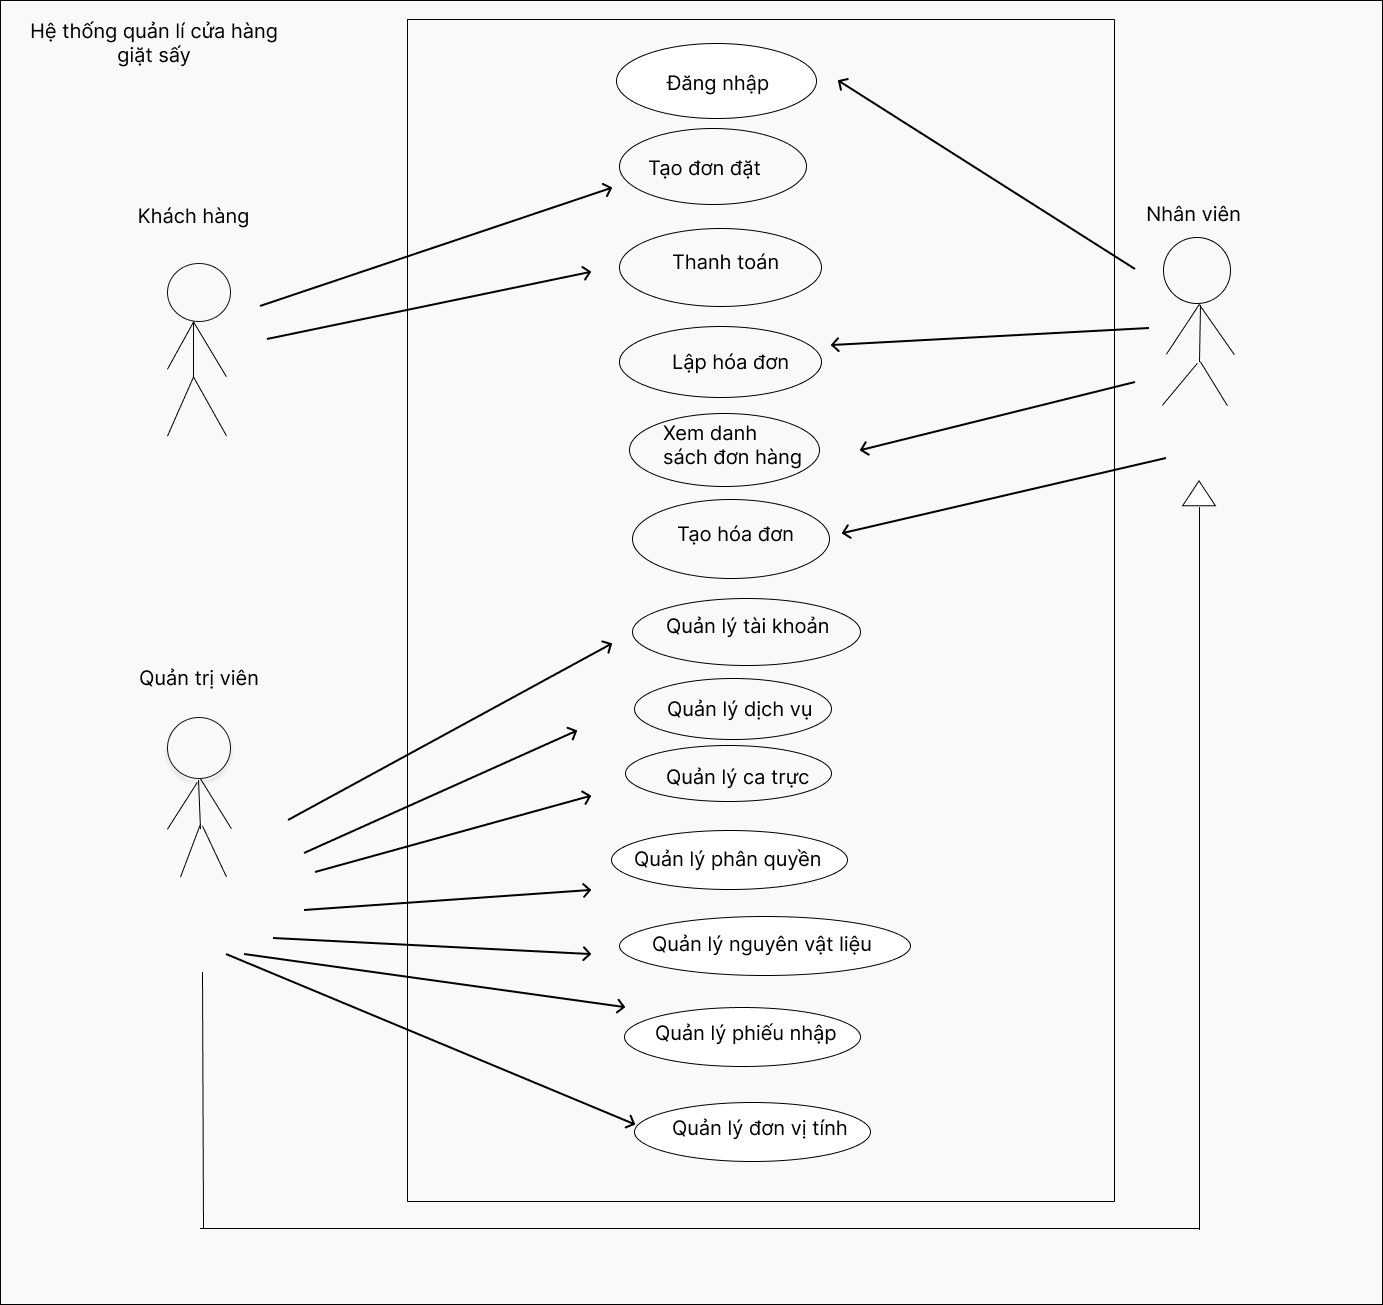 Hệ thống quản lí cửa hàng
giặt sấy
Đăng nhập
Tạo đơn đặt
Khách hàng
Nhân viên
Thanh toán
Lập hóa đơn
Xem danh
sách đơn hàng
Tạo hóa đơn
Quản lý tài khoản
Quản trị viên
Quản lý dịch vụ
Quản lý ca trực
Quản lý phân quyền
Quản lý nguyên vật liệu
Quản lý phiếu nhập
Quản lý đơn vị tính